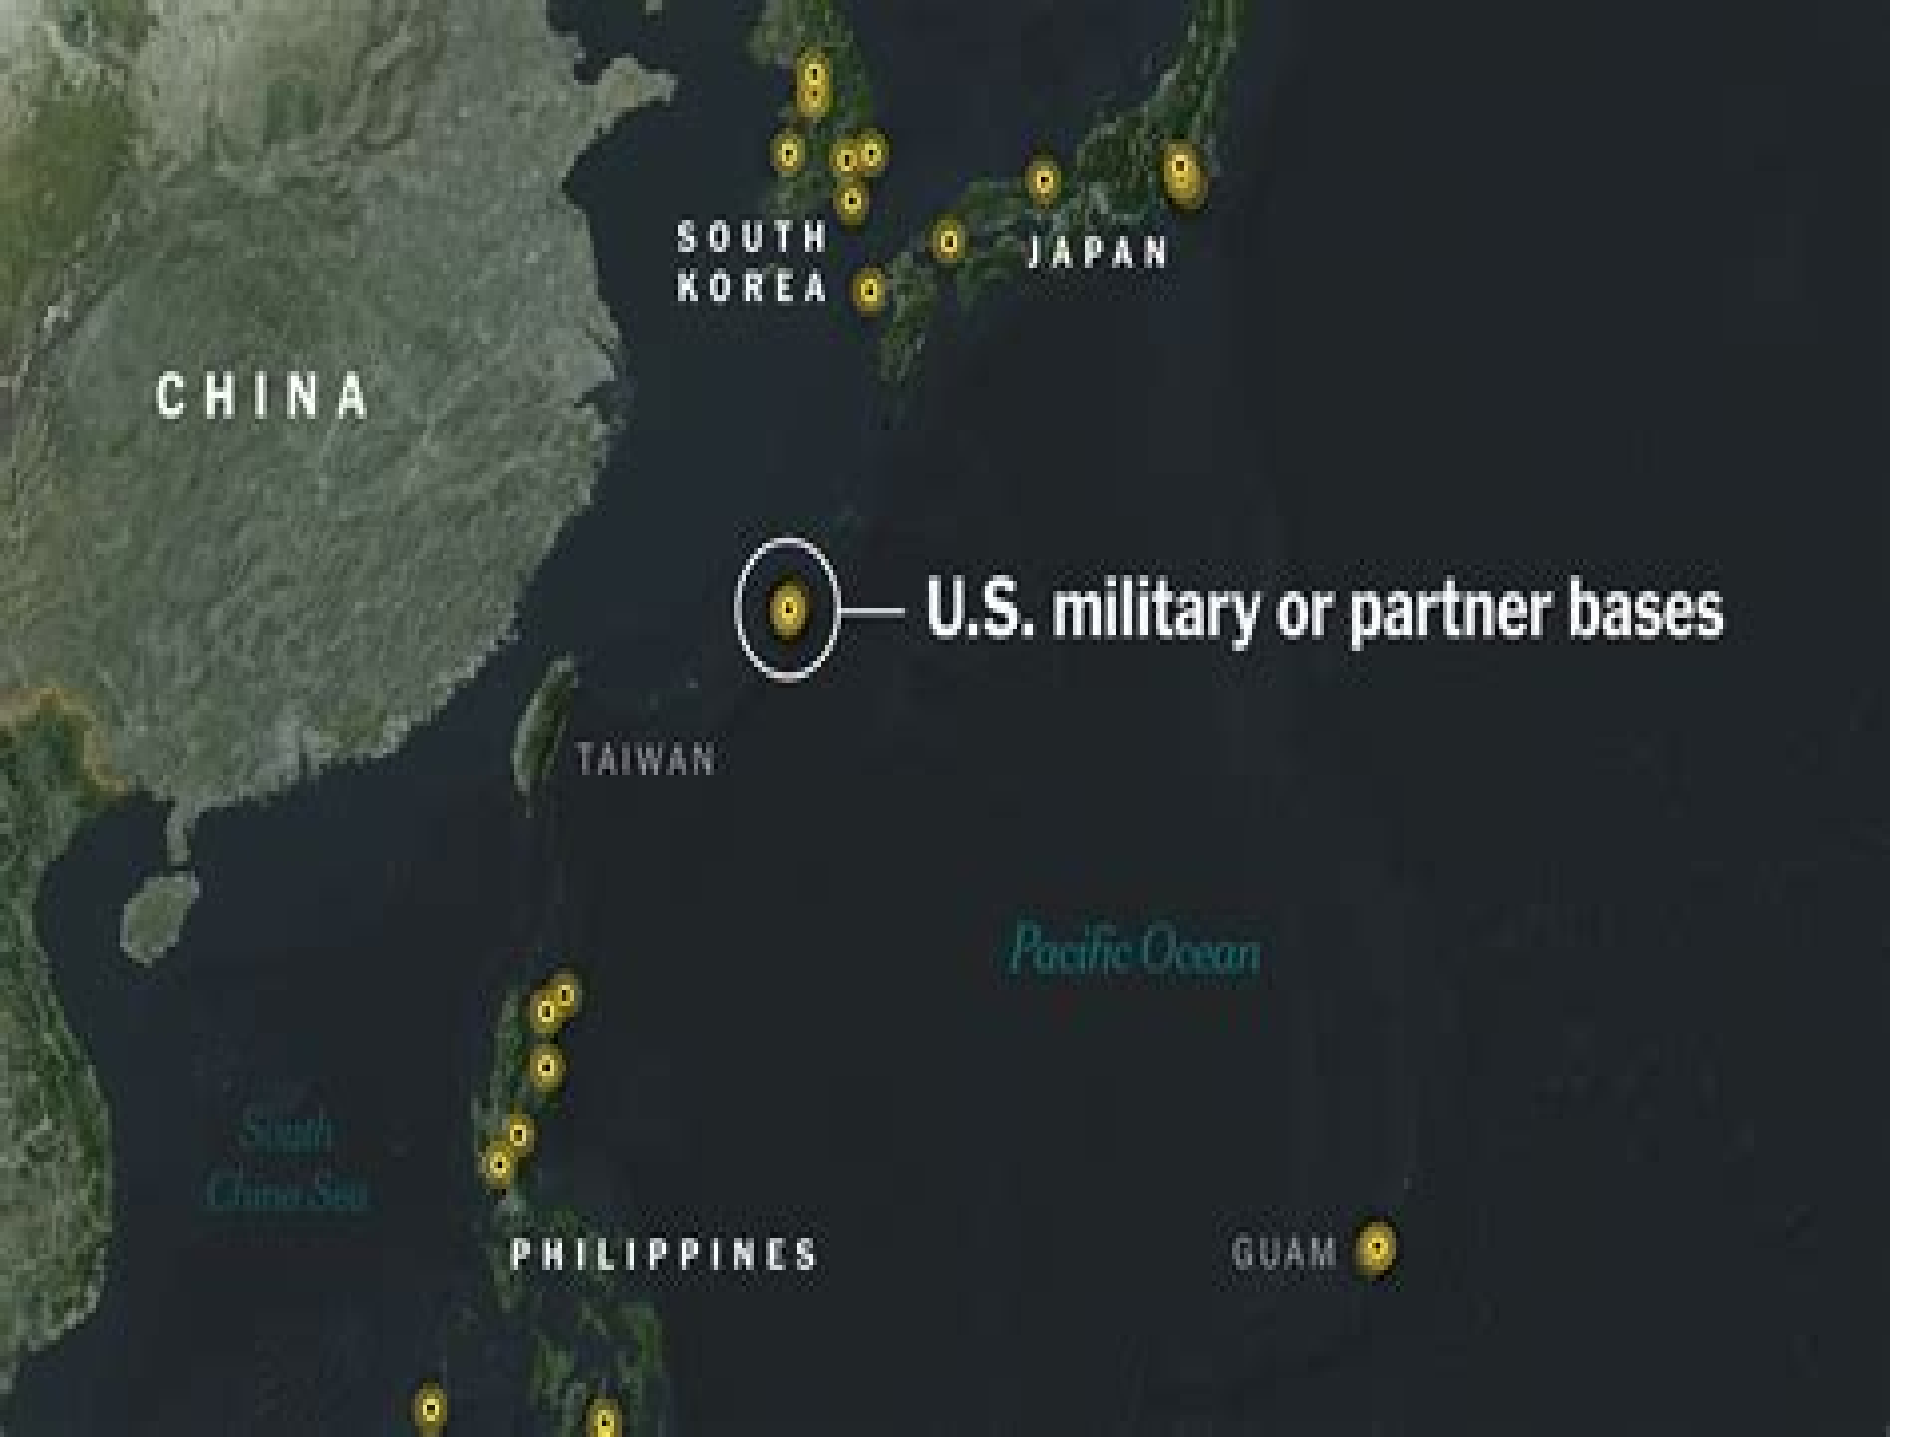 SOUTH
KOREA
JAPAN
CHINA
U.S. military or partner bases
TAIWAN
Pacific Ocean
South
China Sea
PHILIPPINES
GUAM